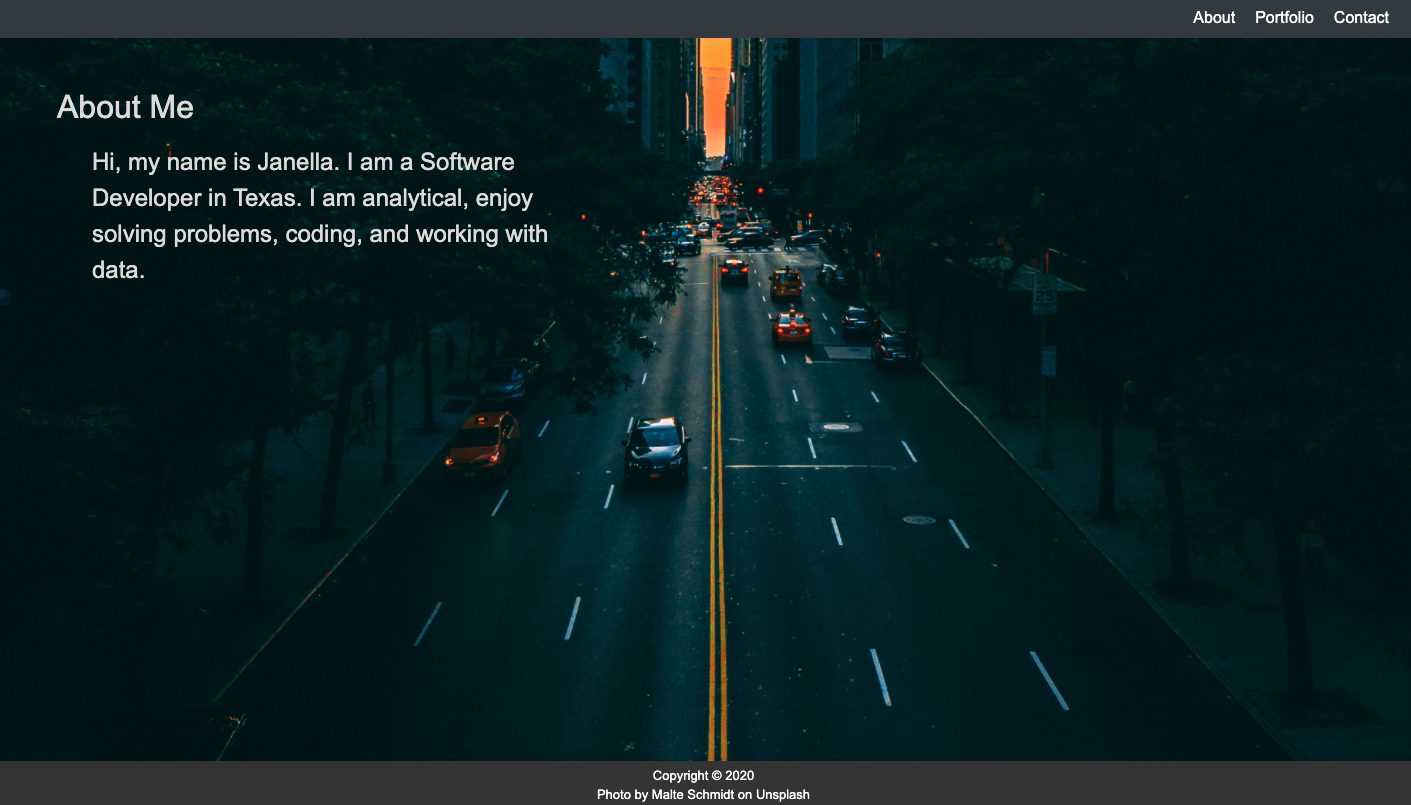 About Portfolio Contact
About Me
Hi, my name is Janella. I am a Software
Developer in Texas. I am analytical, enjoy
solving problems, coding, and working with
data.
25
Copyright © 2020
Photo by Malte Schmidt on Unsplash